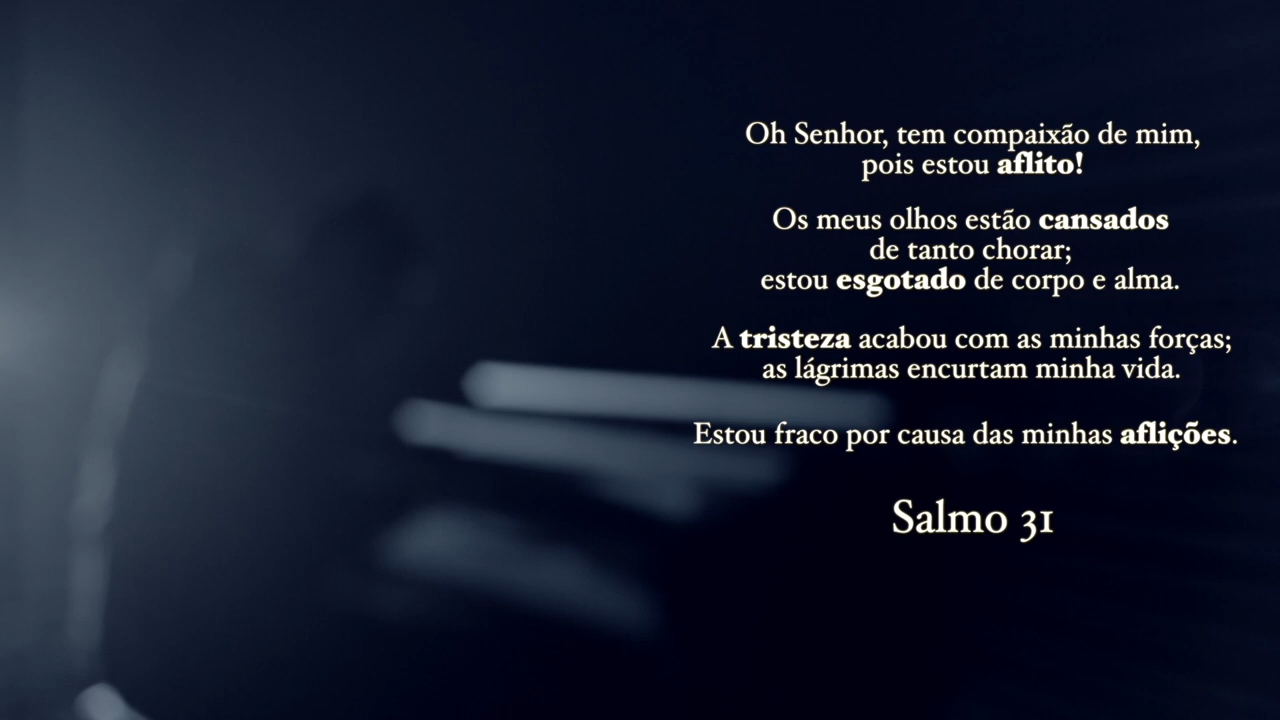 Oh Senhor, tem compaixão de mim,
pois estou aflito!
Os meus olhos estão cansados
de tanto chorar;
estou esgotado de corpo e alma.
A tristeza acabou com as minhas forças;
as lágrimas encurtam minha vida.
Estou fraco por causa das minhas aflições.
Salmo 31